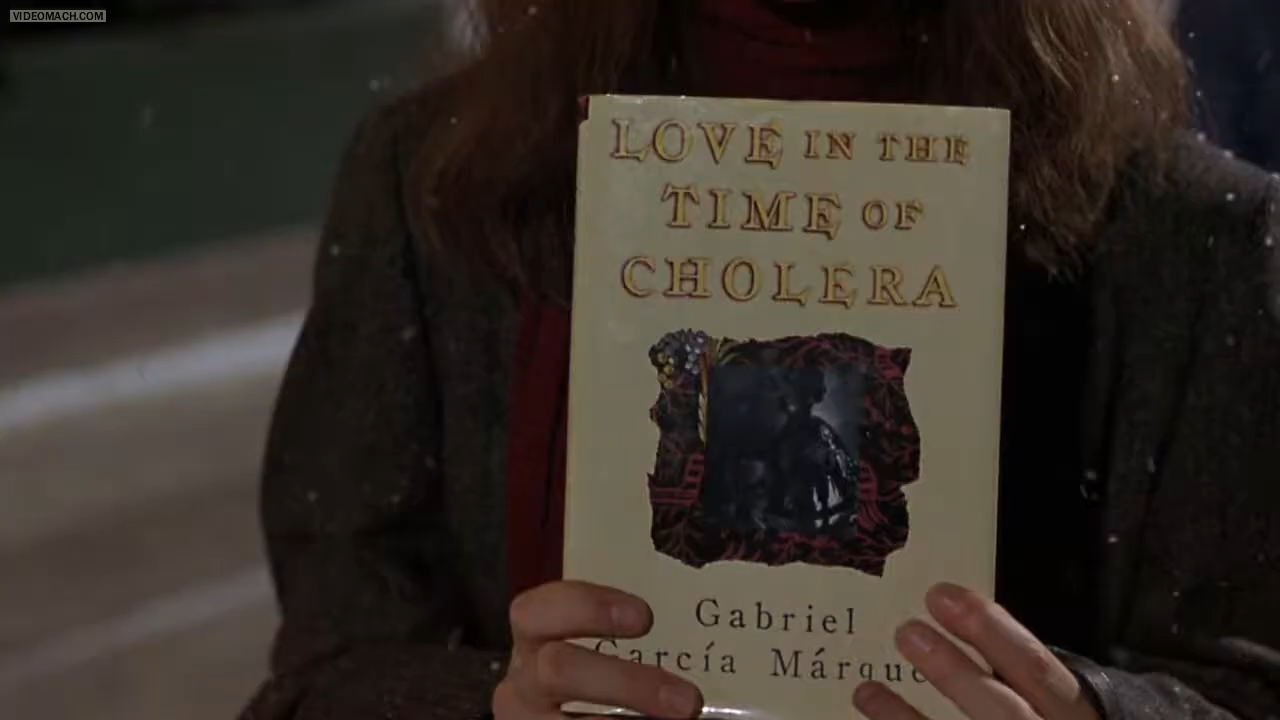 VIDEOMACH.COM
LOVE IN THE
TIME OF
CHOLERA
Gabriel
García Márque